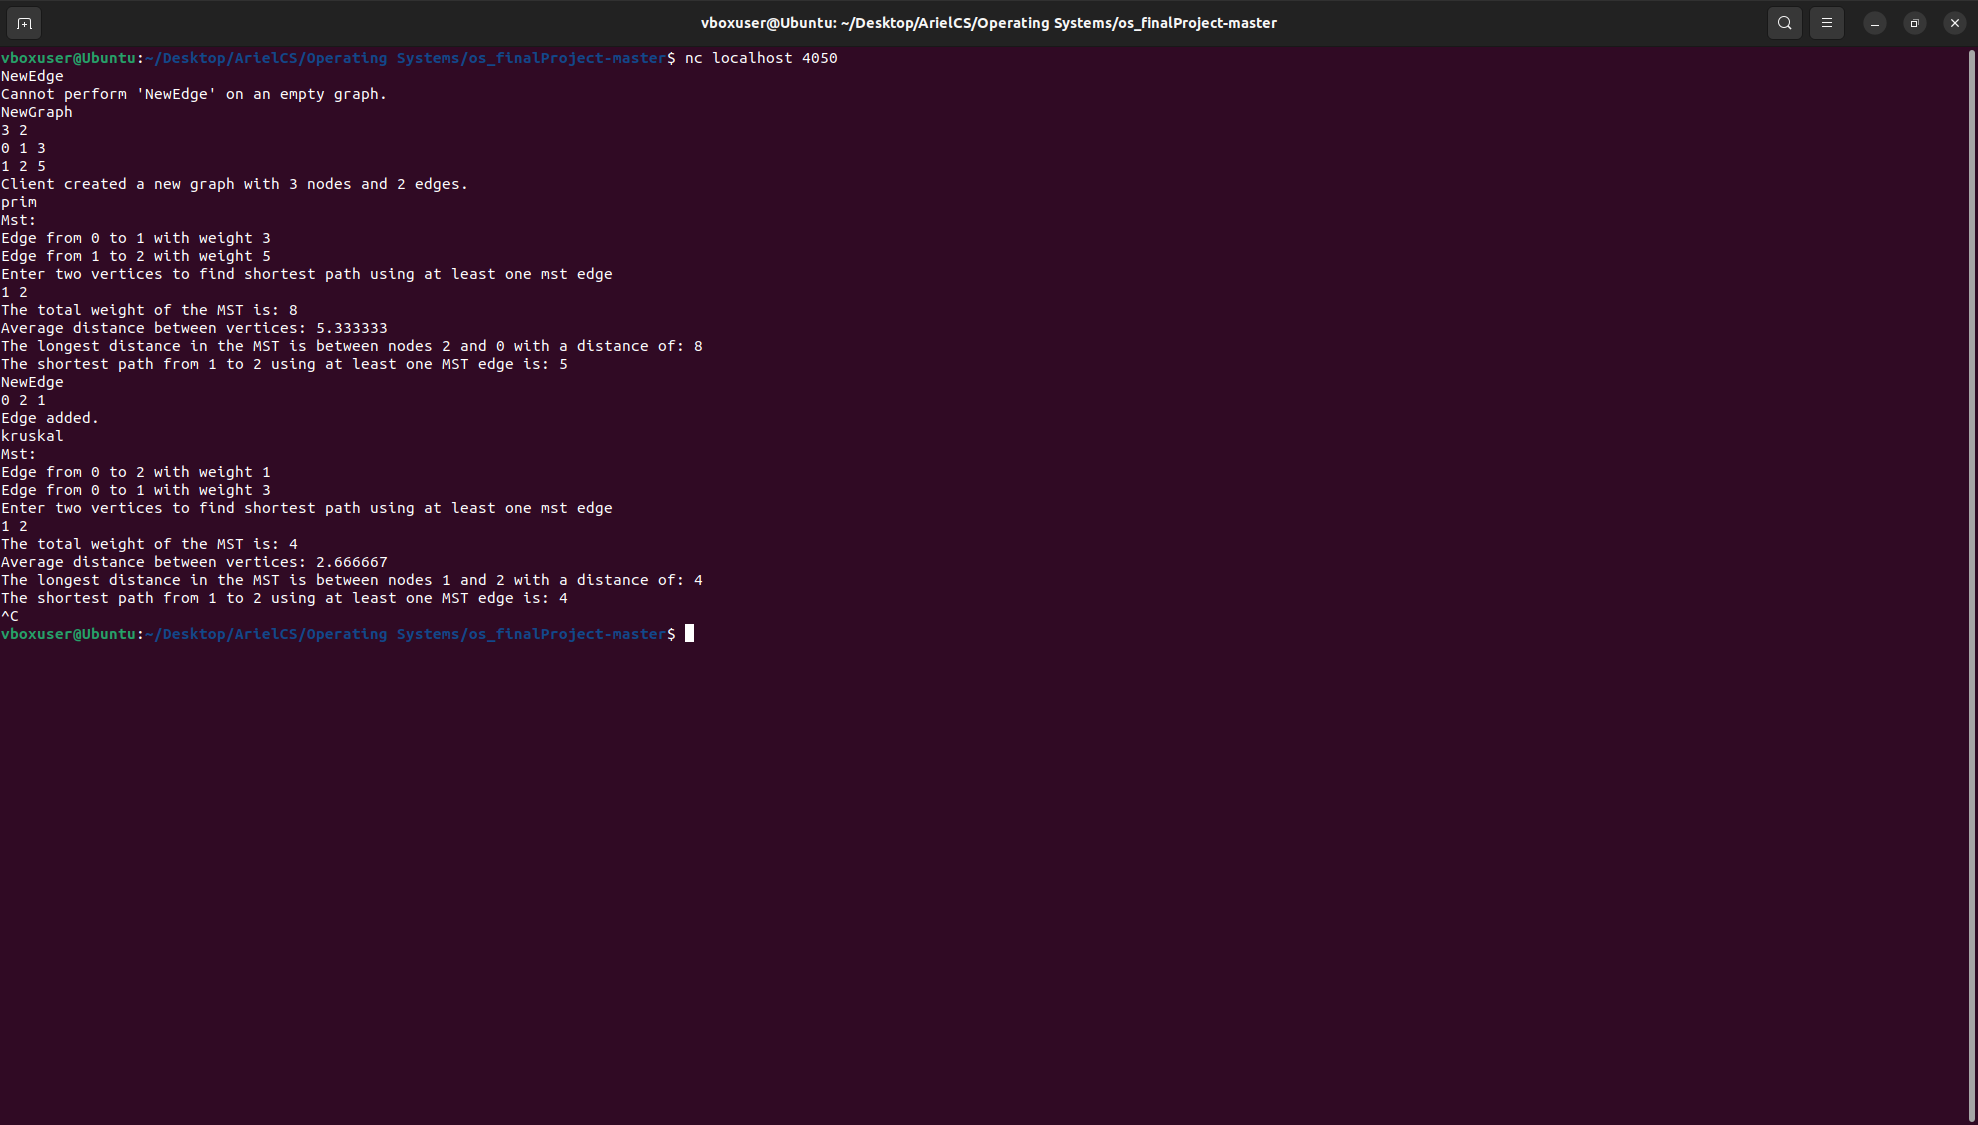 vboxuser@Ubuntu: ~/Desktop/ArielCS/Operating Systems/os_finalProject-master
vboxuser@Ubuntu:~/Desktop/ArielCS/Operating Systems/os_finalProject-master$ nc localhost 4050
NewEdge
Cannot perform 'NewEdge' on an empty graph.
NewGraph
3 2
0 1 3
1 2 5
Client created a new graph with 3 nodes and 2 edges.
prim
Mst:
Edge from 0 to 1 with weight 3
Edge from 1 to 2 with weight 5
Enter two vertices to find shortest path using at least one mst edge
1 2
The total weight of the MST is: 8
Average distance between vertices: 5.333333
The longest distance in the MST is between nodes 2 and 0 with a distance of: 8
The shortest path from 1 to 2 using at least one MST edge is: 5
NewEdge
0 2 1
Edge added.
kruskal
Mst:
Edge from 0 to 2 with weight 1
Edge from 0 to 1 with weight 3
Enter two vertices to find shortest path using at least one mst edge
1 2
The total weight of the MST is: 4
Average distance between vertices: 2.666667
The longest distance in the MST is between nodes 1 and 2 with a distance of: 4
The shortest path from 1 to 2 using at least one MST edge is: 4
^C
vboxuser@Ubuntu:~/Desktop/ArielCS/Operating Systems/os_finalProject-master$